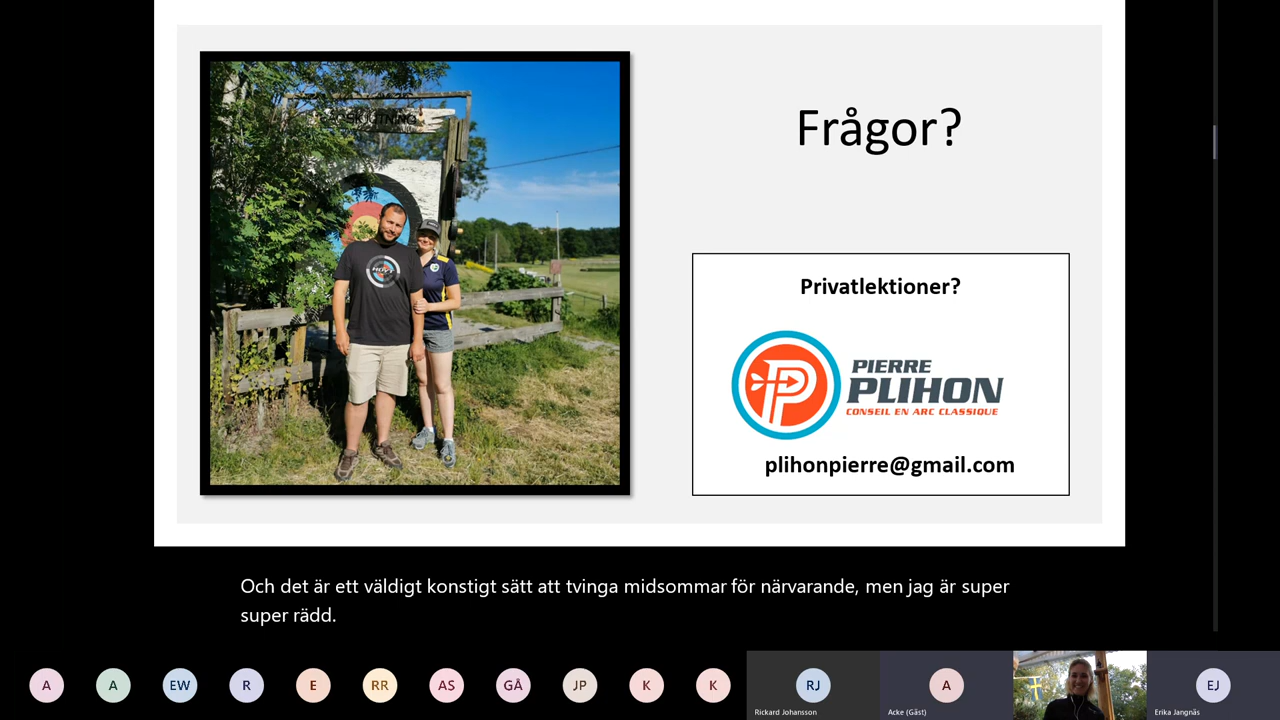 BÅGSKJUTNING
HOYT
Frågor?
Privatlektioner?
P
PIERRE
PLIHON
CONSEIL EN ARC CLASSIQUE
plihonpierre@gmail.com
Och det är ett väldigt konstigt sätt att tvinga midsommar för närvarande, men jag är super
super rädd.
A
A
EW
R
E
RR
AS
GÅ
JP
K
K
RJ
Rickard Johansson
A
Acke (Gäst)
EJ
Erika Jangnäs